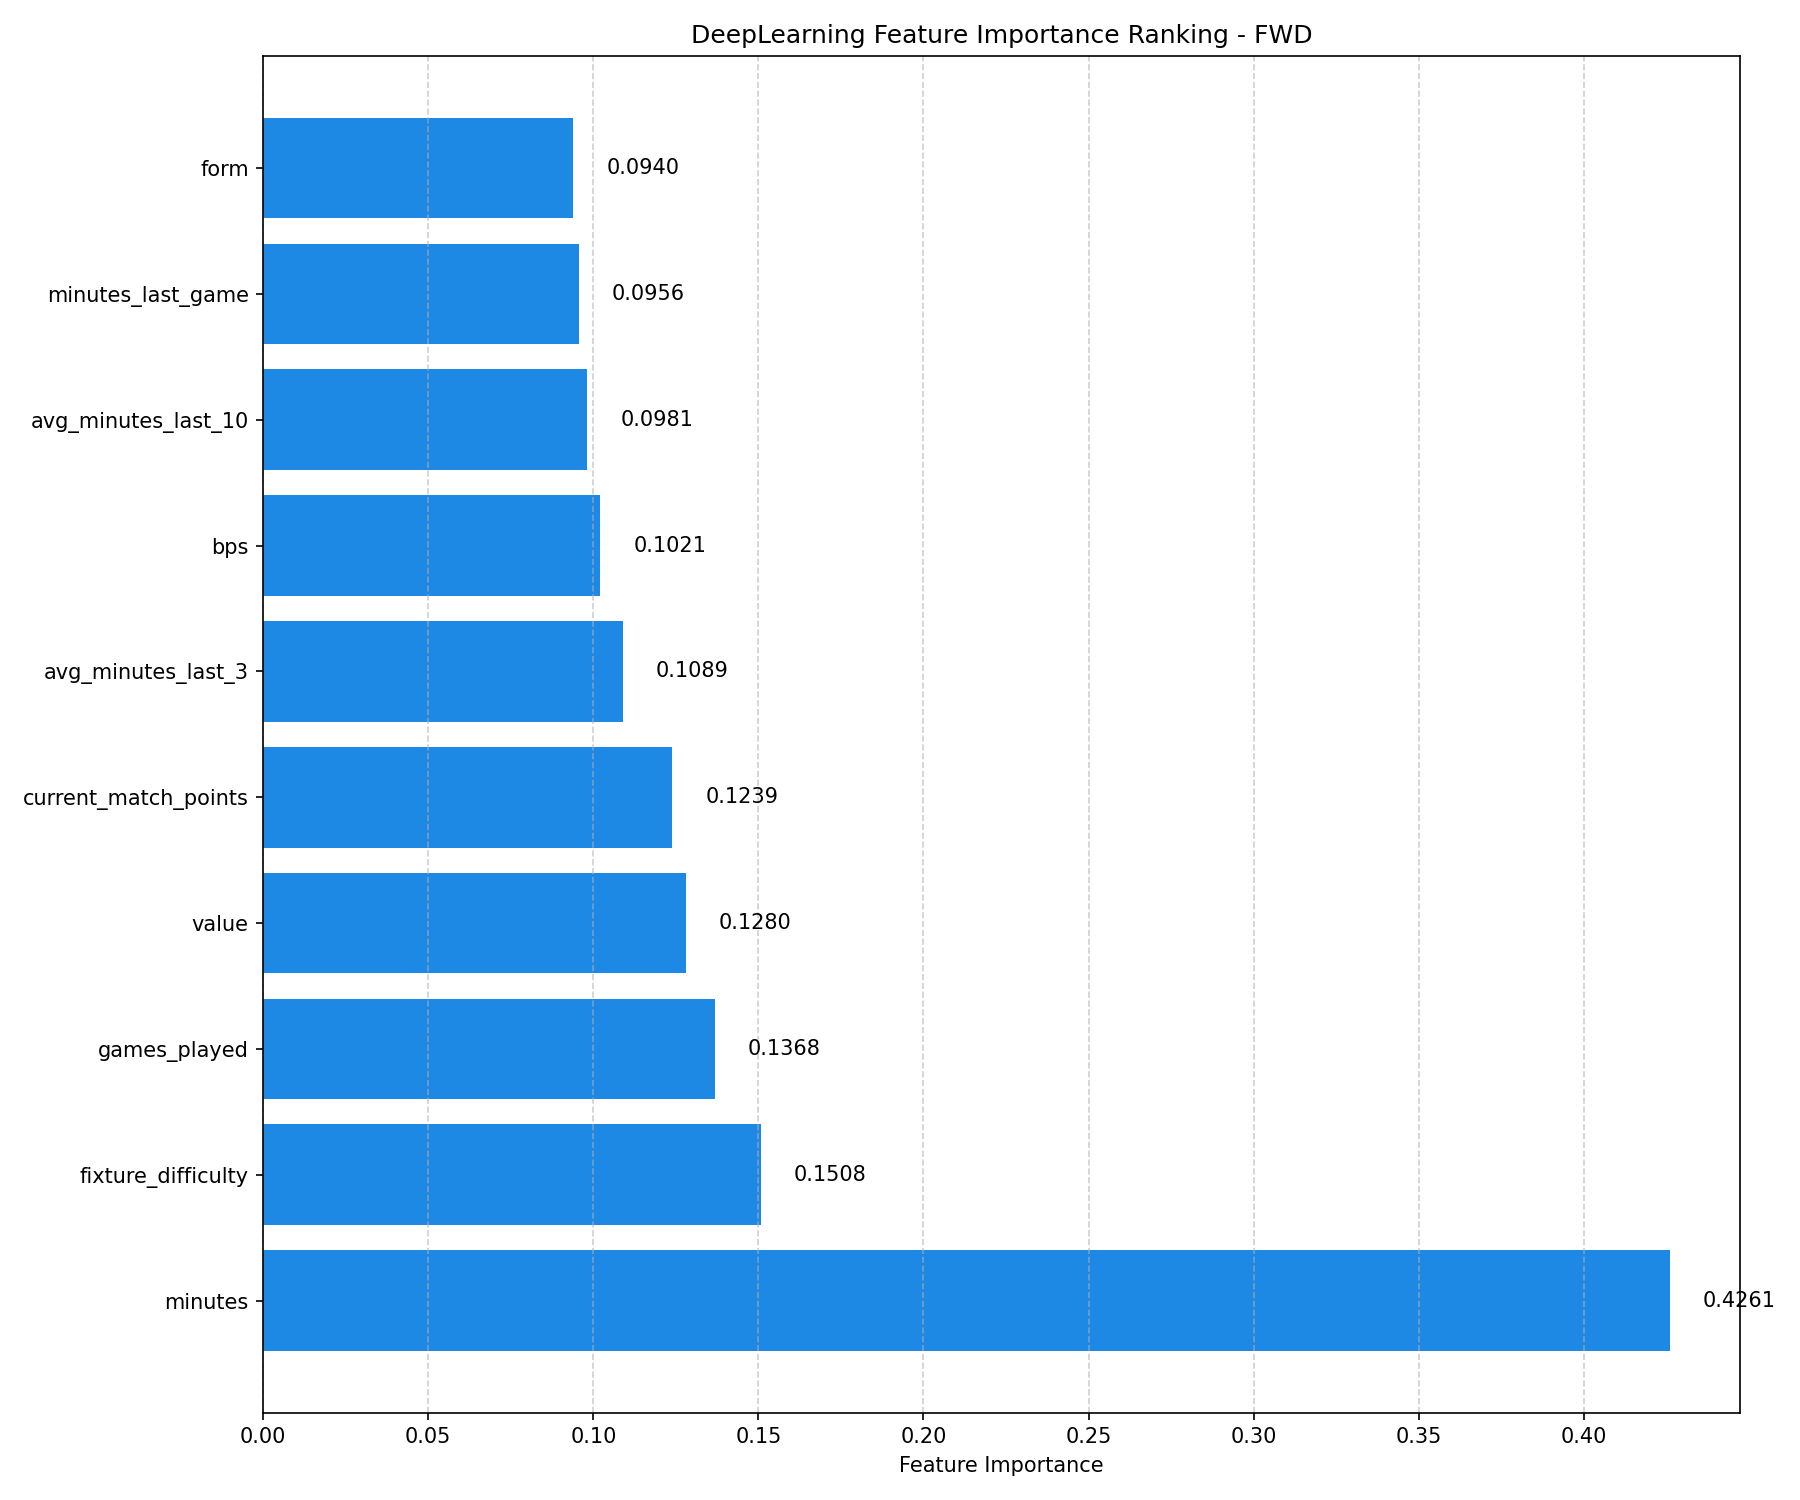 DeepLearning Feature Importance Ranking - FWD
form 0.0940
minutes_last_game 0.0956
avg_minutes_last_10 0.0981
bps 0.1021
avg_minutes_last_3 0.1089
current_match_points 0.1239
value 0.1280
games_played 0.1368
fixture_difficulty 0.1508
minutes 0.4261
0.00 0.05 0.10 0.15 0.20 0.25 0.30 0.35 0.40
Feature Importance